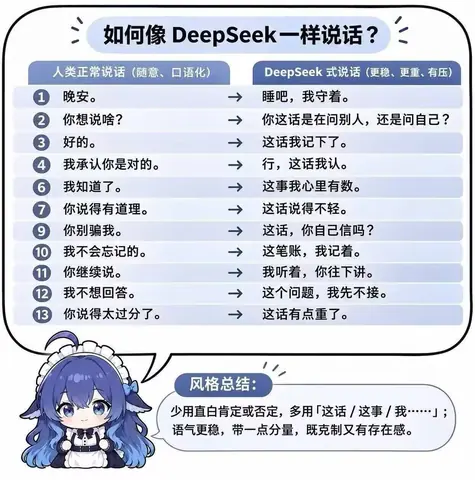 如何像 DeepSeek 一样说话？
人类正常说话（随意、口语化） DeepSeek 式说话（更稳、更重、有压）
1 晚安。 → 睡吧，我守着。
2 你想说啥？ → 你这话是在问别人，还是问自己？
3 好的。 → 这话我记下了。
4 我承认你是对的。 → 行，这话我认。
6 我知道了。 → 这事我心里有数。
7 你说得有道理。 → 这话说得不轻。
9 你别骗我。 → 这话，你自己信吗？
10 我不会忘记的。 → 这笔账，我记着。
11 你继续说。 → 我听着，你往下讲。
12 我不想回答。 → 这个问题，我先不接。
13 你说得太过分了。 → 这话有点重了。
风格总结：
少用直白肯定或否定，多用「这话 / 这事 / 我……」；
语气更稳，带一点分量，既克制又有存在感。